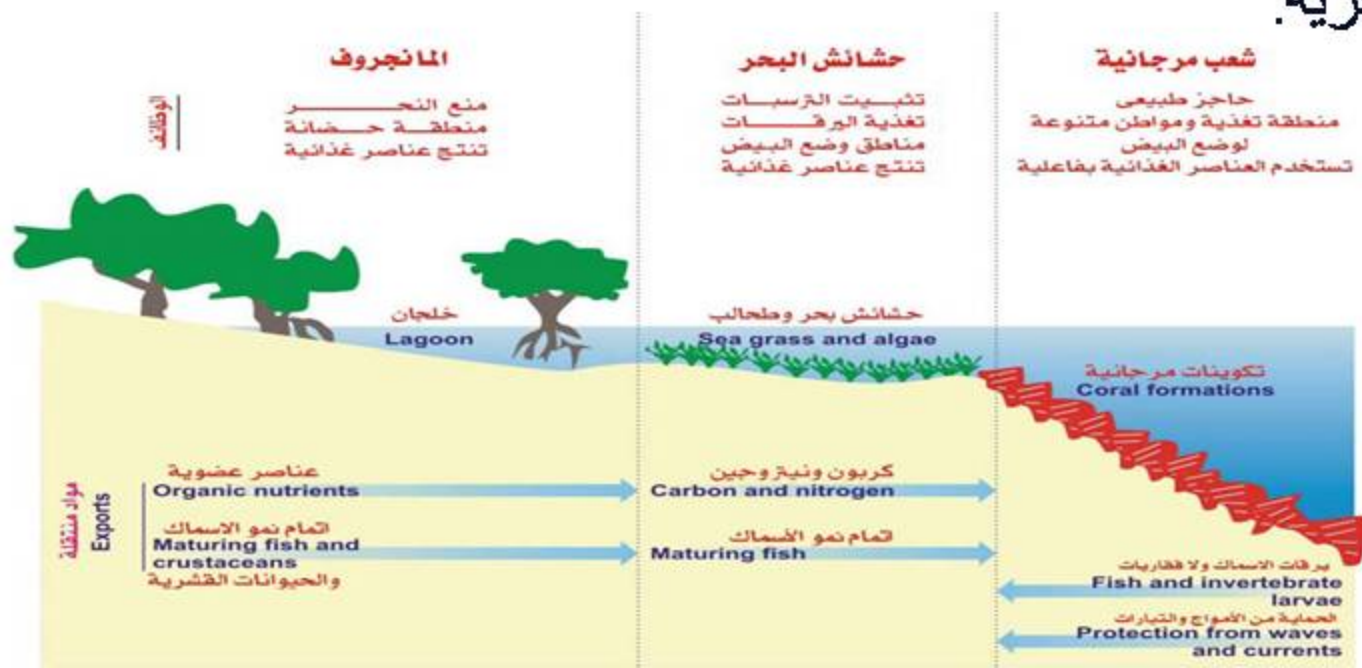 رية.
شعب مرجانية
حاجز طبيعى
منطقة تغذية ومواطن متنوعة
لوضع البيض
تستخدم العناصر الغذائية بفاعلية
حشائش البحر
تثبيت الترسبات
تغذية اليرقات
مناطق وضع البيض
تنتج عناصر غذائية
المانجروف
الوظائف
منع النحر
منطقة حضانة
تنتج عناصر غذائية
خلجان
Lagoon
حشائش بحر وطحالب
Sea grass and algae
تكوينات مرجانية
Coral formations
مواد منتقلة
Exports
عناصر عضوية
Organic nutrients
اتمام نمو الاسماك
Maturing fish and
crustaceans
والحيوانات القشرية
كربون ونيتروجين
Carbon and nitrogen
اتمام نمو الأسماك
Maturing fish
يرقات الاسماك ولا فقاريات
Fish and invertebrate
larvae
الحماية من الأمواج والتيارات
Protection from waves
and currents